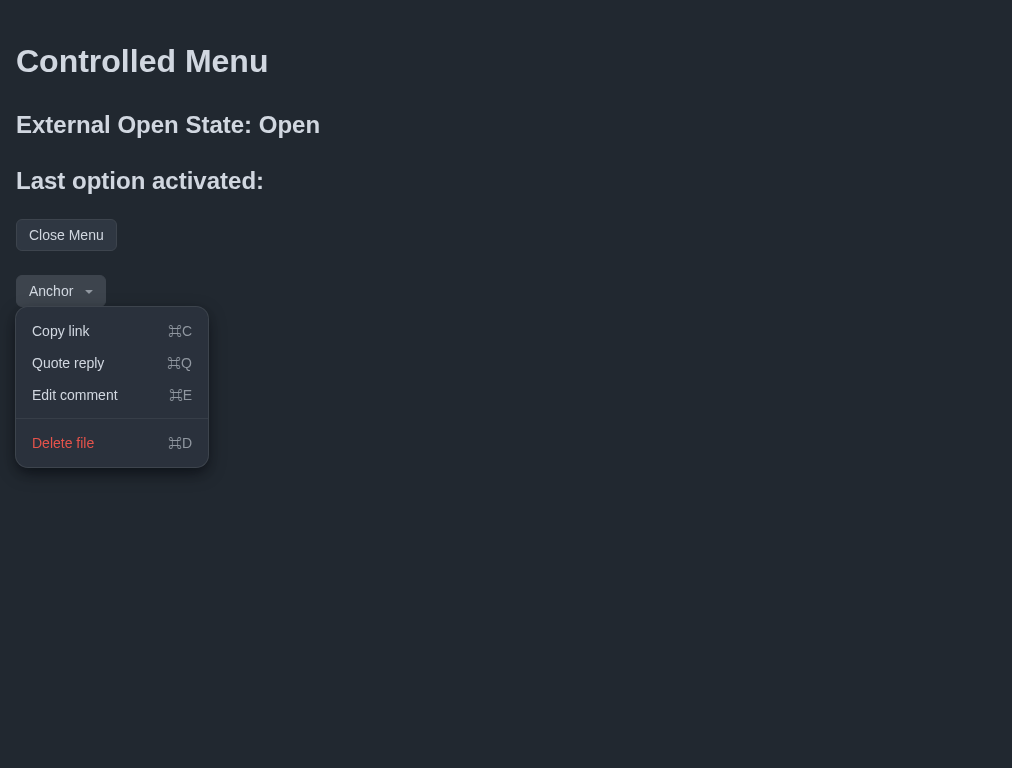 Controlled Menu
External Open State: Open
Last option activated:
Close Menu
Anchor
Copy link ⌘C
Quote reply ⌘Q
Edit comment ⌘E
Delete file ⌘D